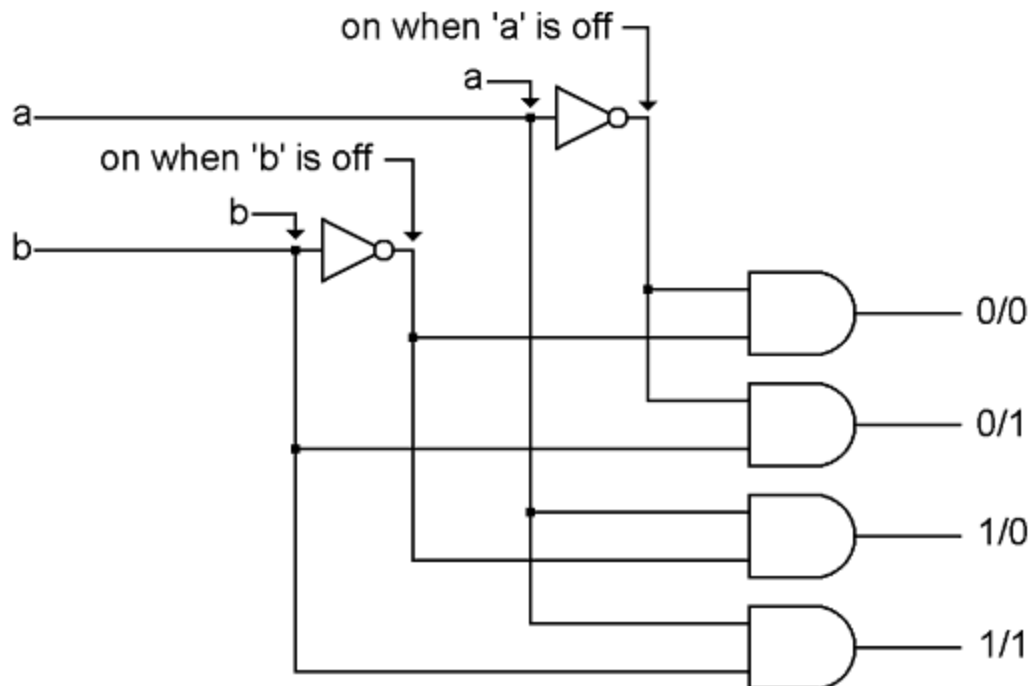 on when 'a' is off
a
a
on when 'b' is off
b
b
0/0
0/1
1/0
1/1